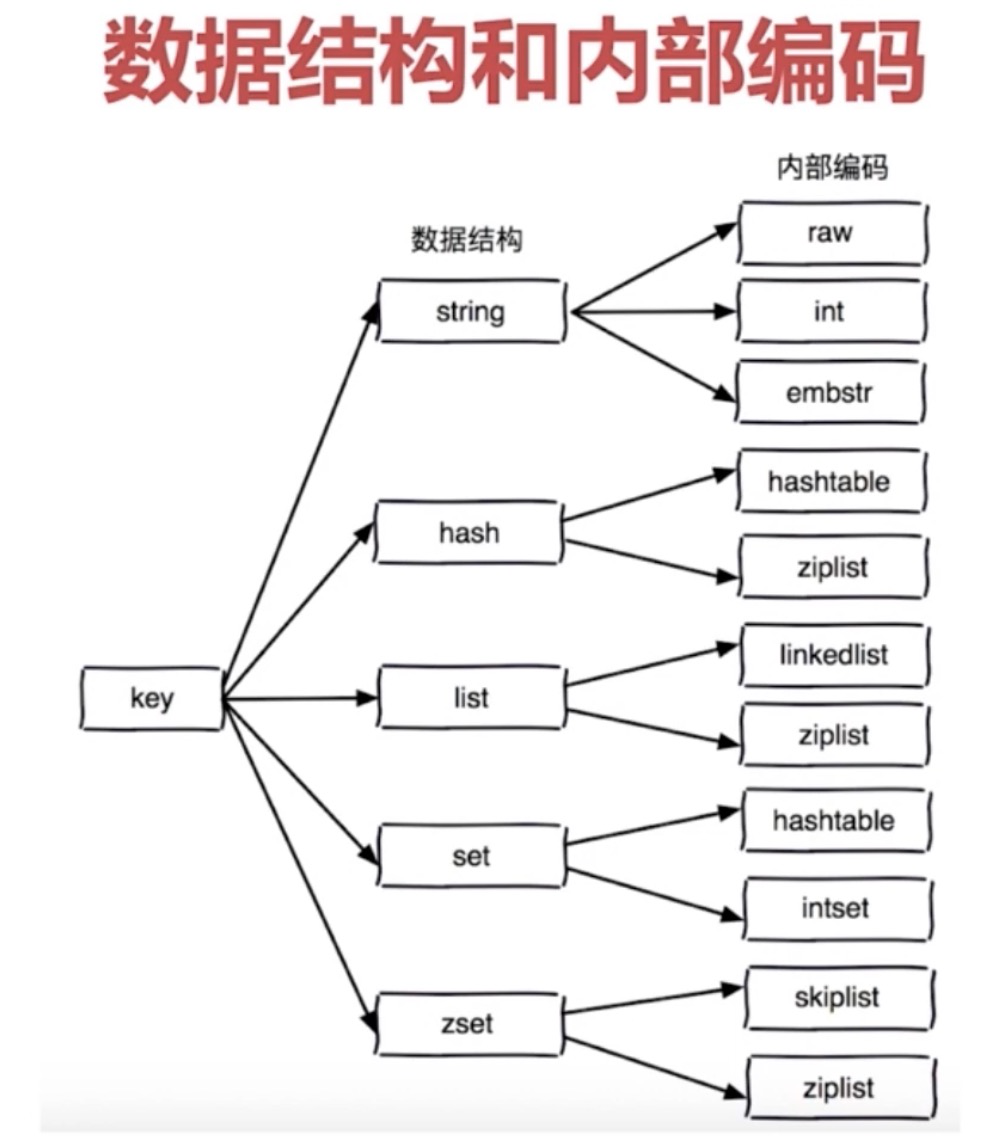 数据结构和内部编码
内部编码
数据结构
raw
string
int
embstr
hashtable
hash
ziplist
linkedlist
key
list
ziplist
hashtable
set
intset
skiplist
zset
ziplist